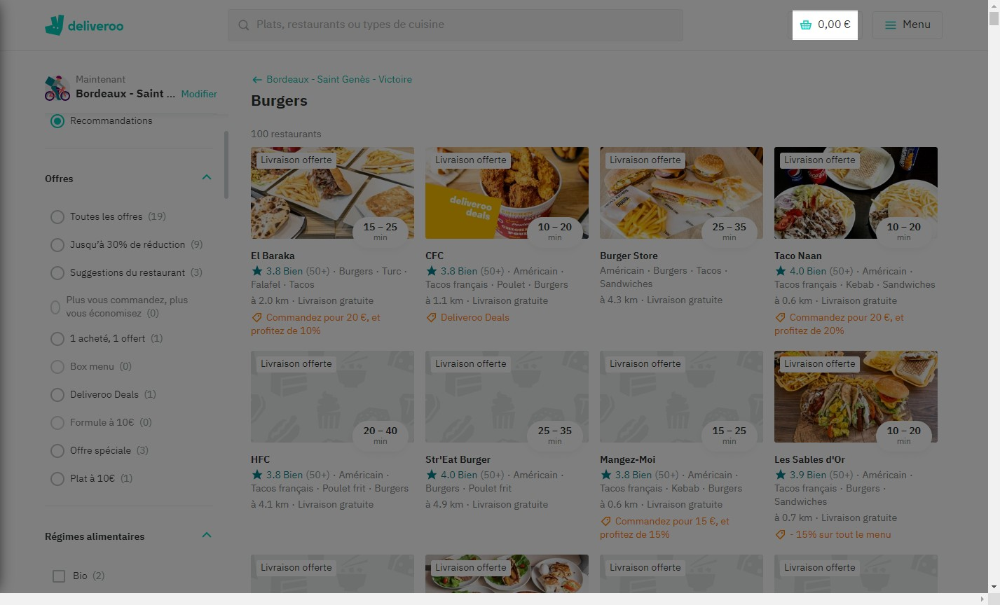 deliveroo
Plats, restaurants ou types de cuisine
0,00 €
Menu
Maintenant
Bordeaux - Saint ...
Modifier
Recommandations
Offres
Toutes les offres (19)
Jusqu'à 30% de réduction (9)
Suggestions du restaurant (3)
Plus vous commandez, plus
vous économisez (0)
1 acheté, 1 offert (1)
Box menu (0)
Deliveroo Deals (1)
Formule à 10€ (0)
Offre spéciale (3)
Plat à 10€ (1)
Régimes alimentaires
Bio (2)
Bordeaux - Saint Genès - Victoire
Burgers
100 restaurants
Livraison offerte
15 – 25
min
El Baraka
3.8 Bien (50+) · Burgers · Turc ·
Falafel · Tacos
à 2.0 km · Livraison gratuite
Commandez pour 20 €, et
profitez de 10%
Livraison offerte
deliveroo
deals
10 – 20
min
CFC
3.8 Bien (50+) · Américain ·
Tacos français · Poulet · Burgers
à 1.1 km · Livraison gratuite
Deliveroo Deals
Livraison offerte
25 – 35
min
Burger Store
Américain · Burgers · Tacos ·
Sandwiches
à 4.3 km · Livraison gratuite
Livraison offerte
10 – 20
min
Taco Naan
4.0 Bien (50+) · Américain ·
Tacos français · Kebab · Sandwiches
à 0.6 km · Livraison gratuite
Commandez pour 20 €, et
profitez de 20%
Livraison offerte
20 – 40
min
HFC
3.8 Bien (50+) · Américain ·
Tacos français · Poulet frit · Burgers
à 4.1 km · Livraison gratuite
Livraison offerte
25 – 35
min
Str'Eat Burger
4.0 Bien (50+) · Américain ·
Burgers · Poulet frit
à 4.9 km · Livraison gratuite
Livraison offerte
15 – 25
min
Mangez-Moi
3.8 Bien (50+) · Américain ·
Tacos français · Kebab · Burgers
à 0.6 km · Livraison gratuite
Commandez pour 15 €, et
profitez de 15%
Livraison offerte
10 – 20
min
Les Sables d'Or
3.9 Bien (50+) · Américain ·
Tacos français · Burgers ·
Sandwiches
à 0.7 km · Livraison gratuite
- 15% sur tout le menu
Livraison offerte
Livraison offerte
Livraison offerte
Livraison offerte